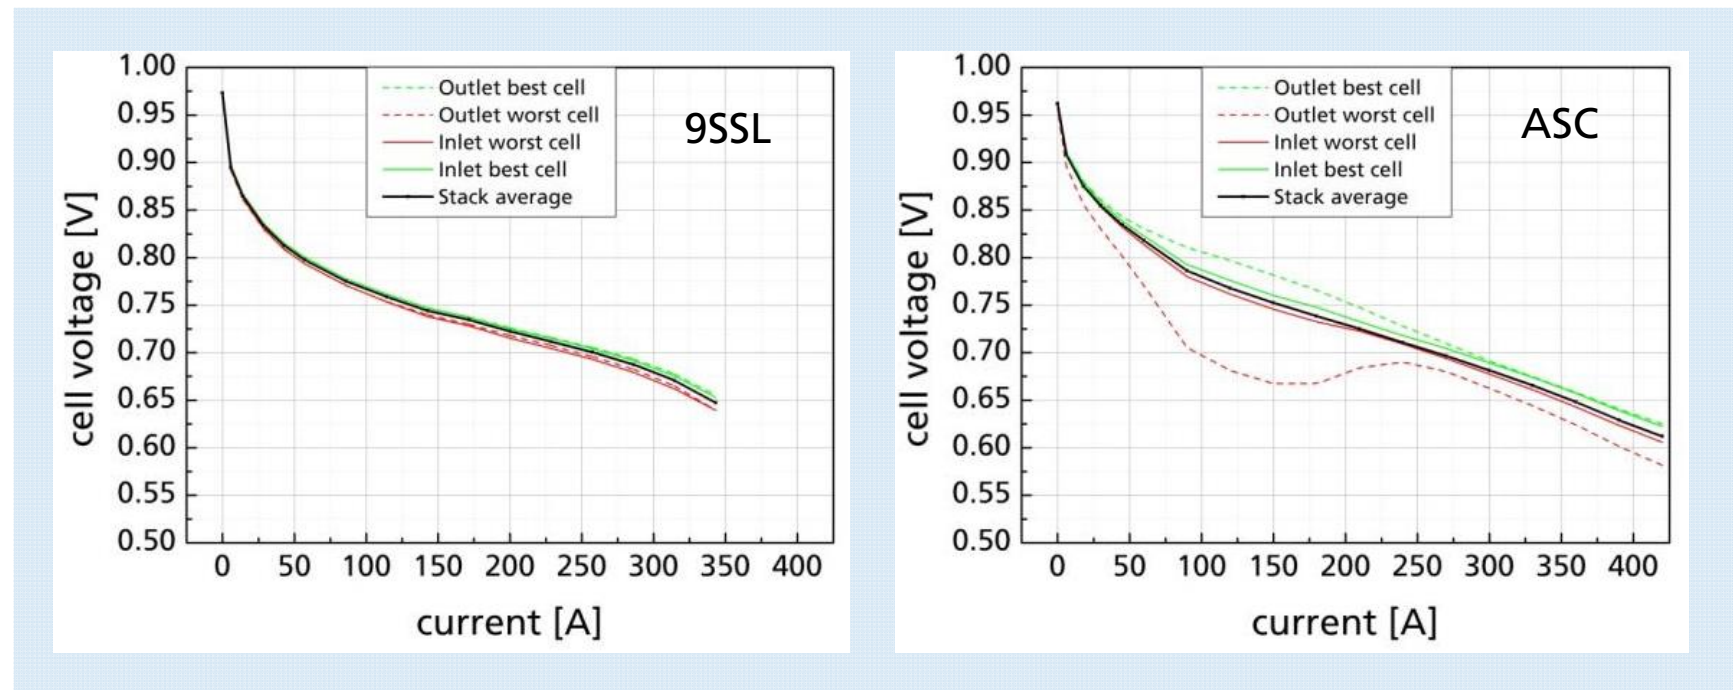 1.00
0.95
0.90
0.85
0.80
0.75
0.70
0.65
0.60
0.55
0.50
cell voltage [V]
Outlet best cell
Outlet worst cell
Inlet worst cell
Inlet best cell
Stack average
9SSL
0 50 100 150 200 250 300 350 400
current [A]
1.00
0.95
0.90
0.85
0.80
0.75
0.70
0.65
0.60
0.55
0.50
cell voltage [V]
Outlet best cell
Outlet worst cell
Inlet worst cell
Inlet best cell
Stack average
ASC
0 50 100 150 200 250 300 350 400
current [A]